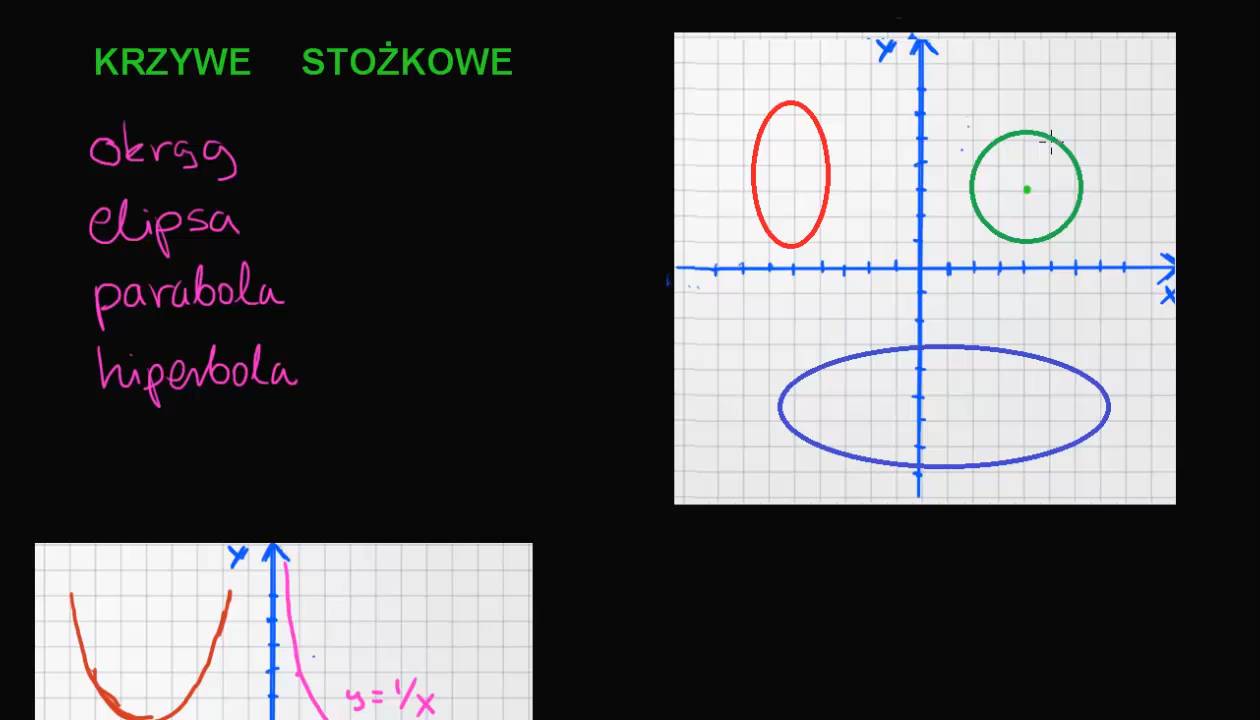 KRZYWE STOŻKOWE
okrąg
elipsa
parabola
hiperbola
y
x
y
y = 1/x